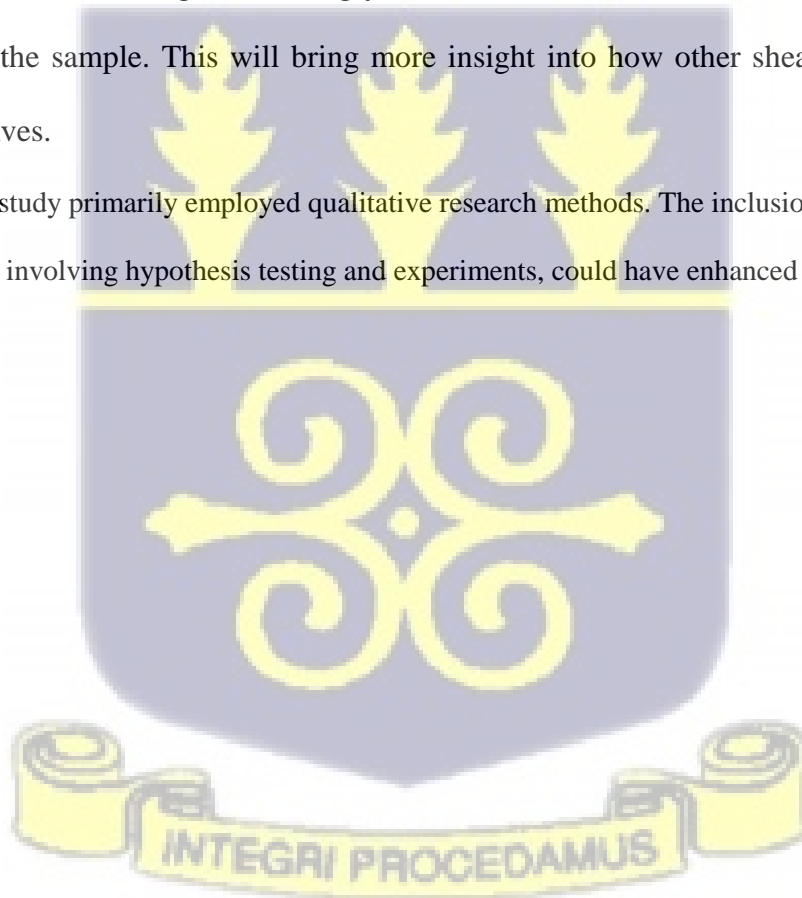 the sample. This will bring more insight into how other shea
ves.
study primarily employed qualitative research methods. The inclusio
involving hypothesis testing and experiments, could have enhanced
INTEGRI PROCEDAMUS